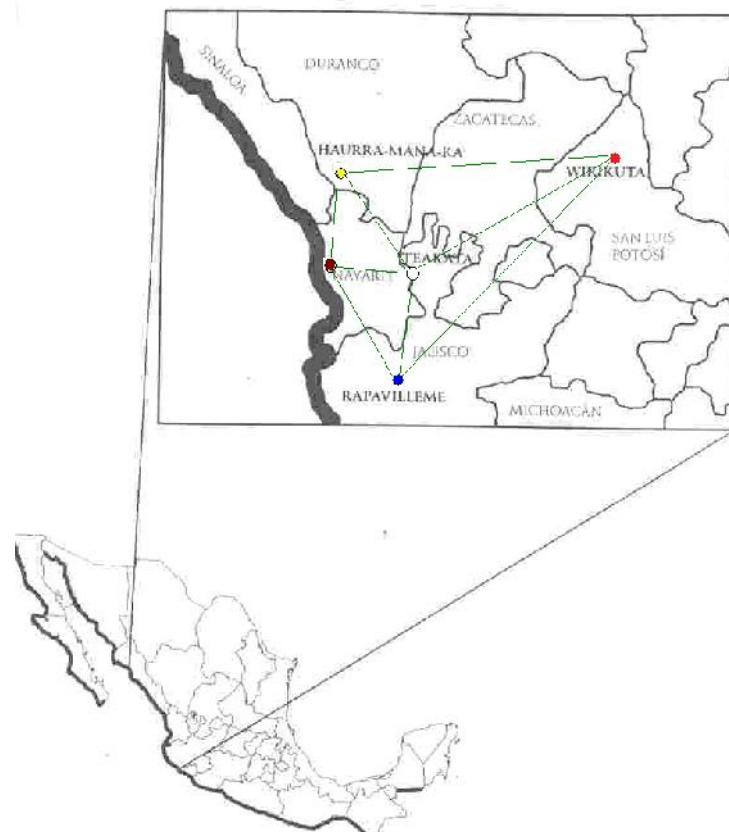 DURANGO
SINALOA
ZACATECAS
HAURRA-MANA-KA
WIRIKUTA
SAN LUIS
POTOSÍ
TEAKATA
NAYARIT
JALISCO
RAPAVILLEME
MICHOACÁN